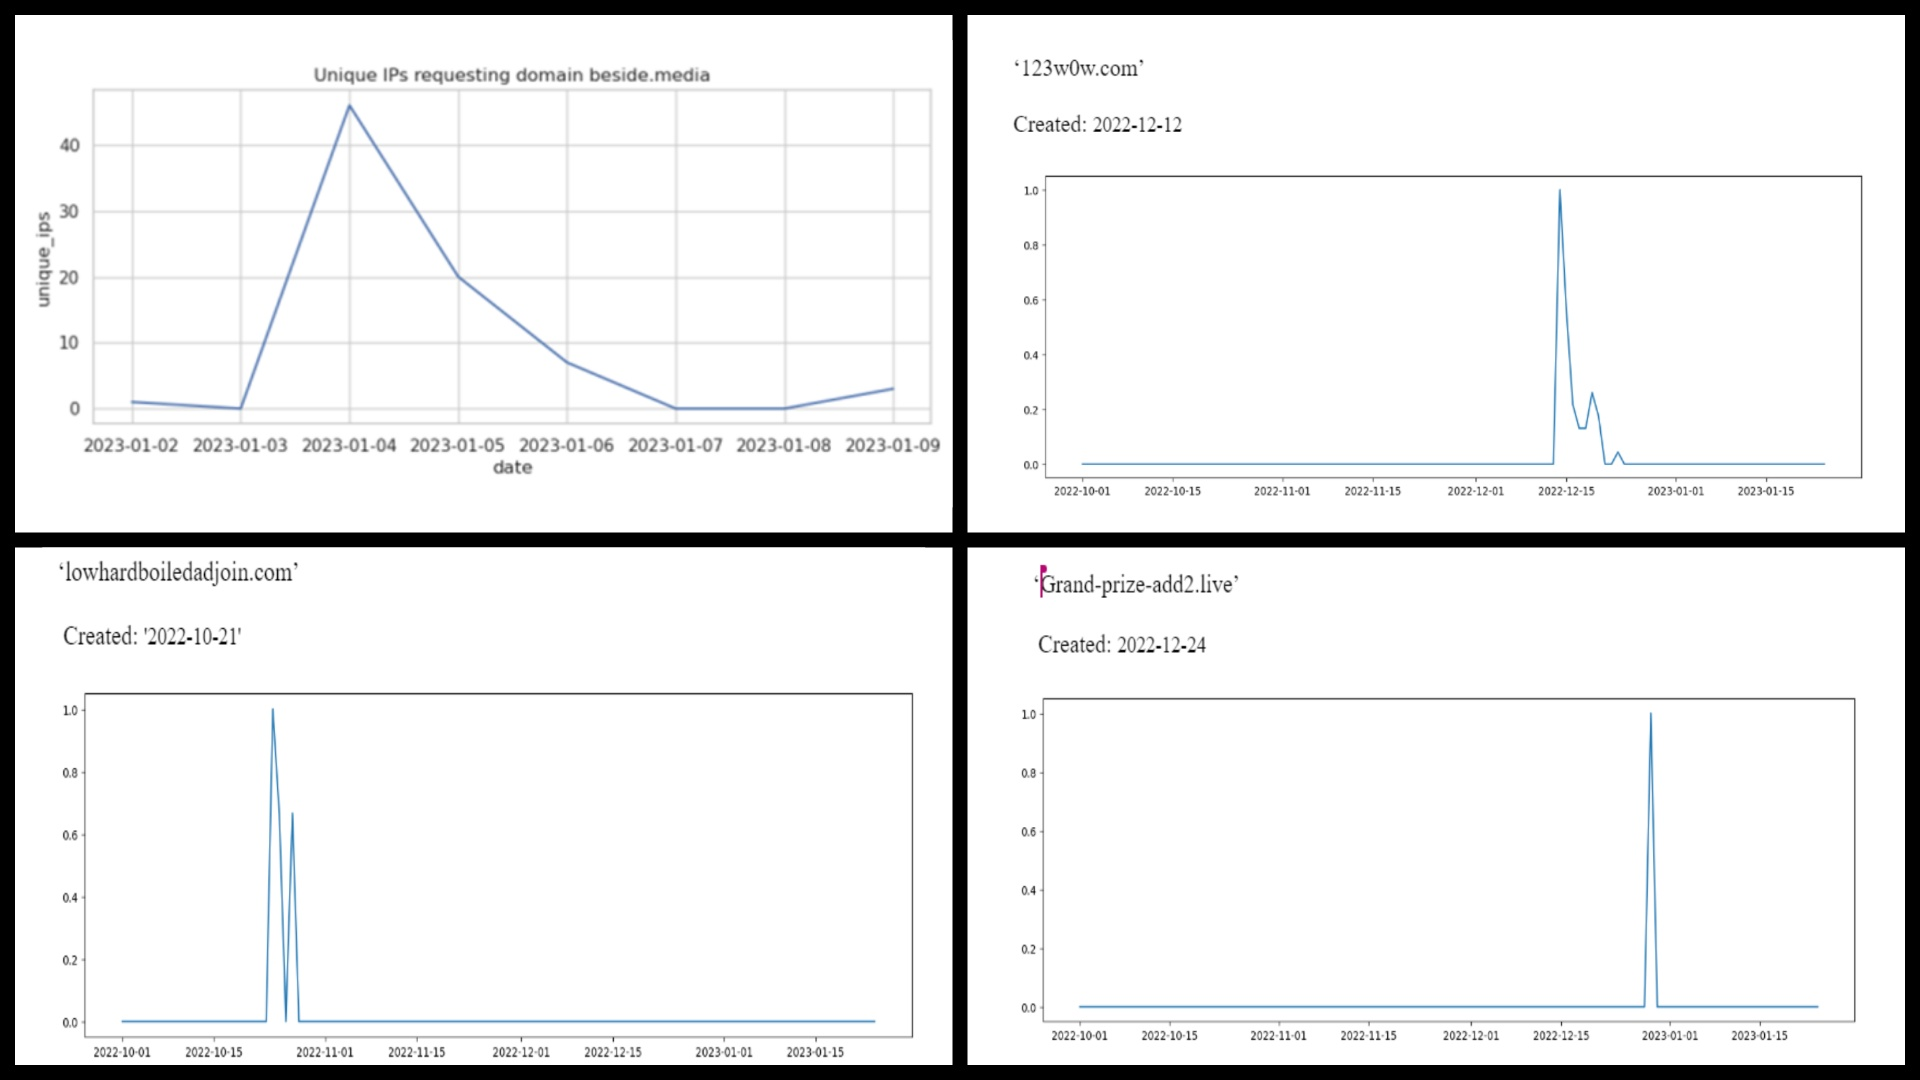 Unique IPs requesting domain beside.media
40
30
20
10
0
unique_ips
2023-01-02 2023-01-03 2023-01-04 2023-01-05 2023-01-06 2023-01-07 2023-01-08 2023-01-09
date
‘123w0w.com’
Created: 2022-12-12
1.0
0.8
0.6
0.4
0.2
0.0
2022-10-01 2022-10-15 2022-11-01 2022-11-15 2022-12-01 2022-12-15 2023-01-01 2023-01-15
‘lowhardboiledadjoin.com’
Created: '2022-10-21'
1.0
0.8
0.6
0.4
0.2
0.0
2022-10-01 2022-10-15 2022-11-01 2022-11-15 2022-12-01 2022-12-15 2023-01-01 2023-01-15
‘Grand-prize-add2.live’
Created: 2022-12-24
1.0
0.8
0.6
0.4
0.2
0.0
2022-10-01 2022-10-15 2022-11-01 2022-11-15 2022-12-01 2022-12-15 2023-01-01 2023-01-15